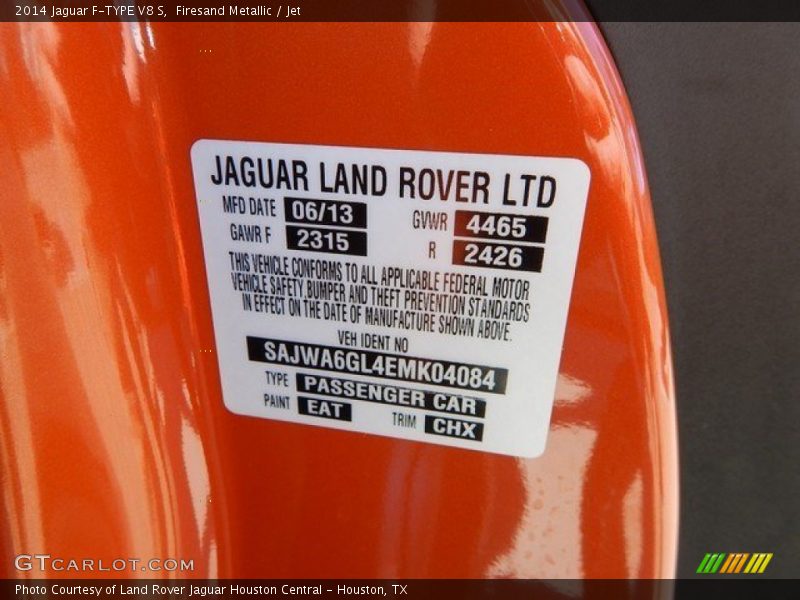 2014 Jaguar F-TYPE V8 S,  Firesand Metallic / Jet
JAGUAR LAND ROVER LTD
MFD DATE 06/13 GVWR 4465
GAWR F 2315 R 2426
THIS VEHICLE CONFORMS TO ALL APPLICABLE FEDERAL MOTOR
VEHICLE SAFETY, BUMPER AND THEFT PREVENTION STANDARDS
IN EFFECT ON THE DATE OF MANUFACTURE SHOWN ABOVE.
VEH IDENT NO
SAJWA6GL4EMK04084
TYPE PASSENGER CAR
PAINT EAT TRIM CHX
GTCARLOT.COM
Photo Courtesy of Land Rover Jaguar Houston Central - Houston, TX